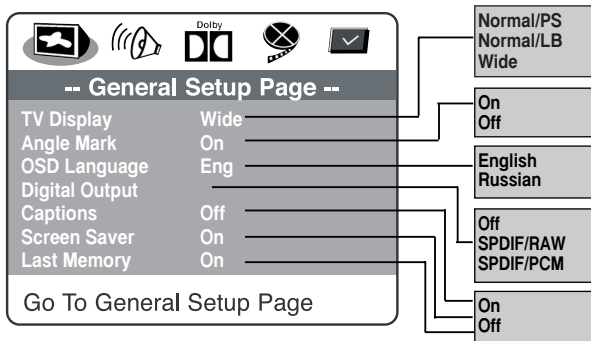 Dolby
-- General Setup Page --
TV Display Wide
Angle Mark On
OSD Language Eng
Digital Output
Captions Off
Screen Saver On
Last Memory On
Go To General Setup Page
Normal/PS
Normal/LB
Wide
On
Off
English
Russian
Off
SPDIF/RAW
SPDIF/PCM
On
Off